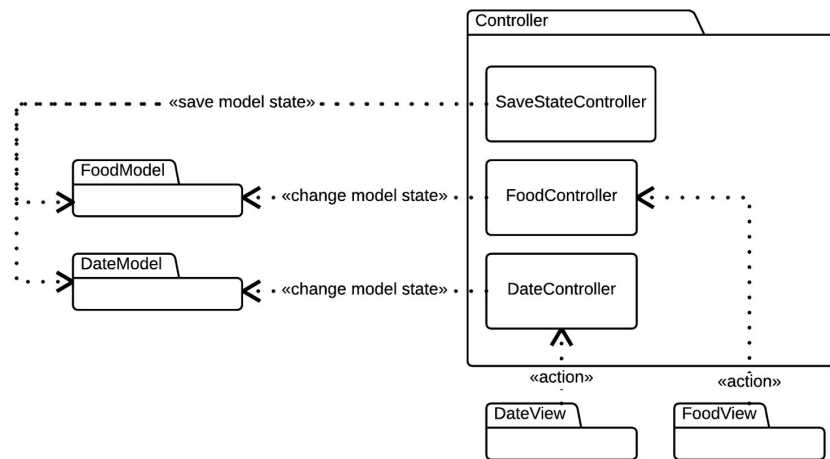 Controller
«save model state»
SaveStateController
FoodModel
«change model state»
FoodController
DateModel
«change model state»
DateController
«action»
«action»
DateView
FoodView